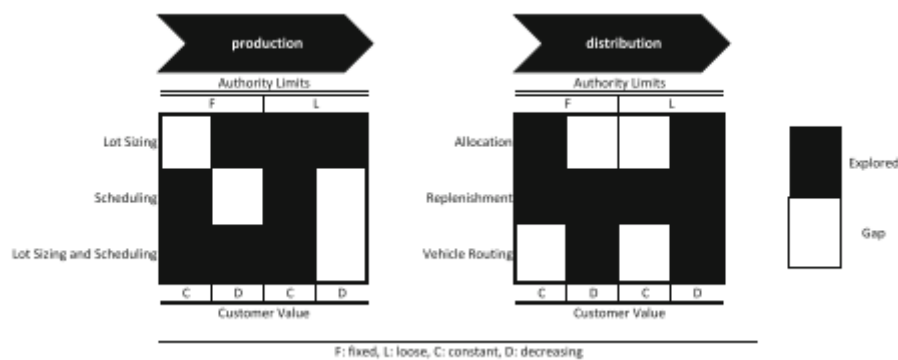 production
distribution
Authority Limits
Authority Limits
F L
F L
Lot Sizing
Scheduling
Lot Sizing and Scheduling
Allocation
Replenishment
Vehicle Routing
Explored
Gap
C D C D
C D C D
Customer Value
Customer Value
F: fixed, L: loose, C: constant, D: decreasing